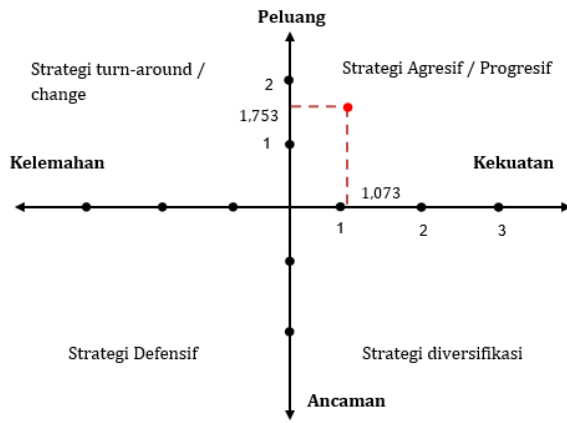 Peluang
Strategi turn-around /
change
Strategi Agresif / Progresif
2
1,753
1
Kelemahan
Kekuatan
1,073
1
2
3
Strategi Defensif
Strategi diversifikasi
Ancaman